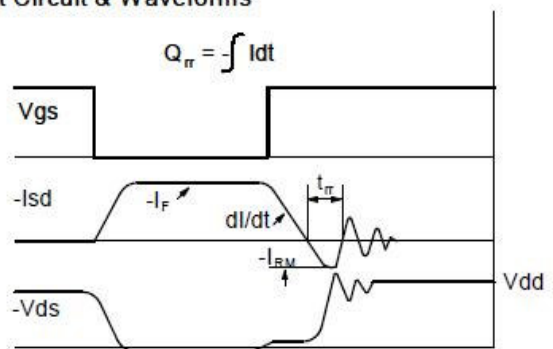 t Circuit & Waveforms
Qrr = -∫ Idt
Vgs
-Isd
-IF
dI/dt
trr
-IRM
Vdd
-Vds